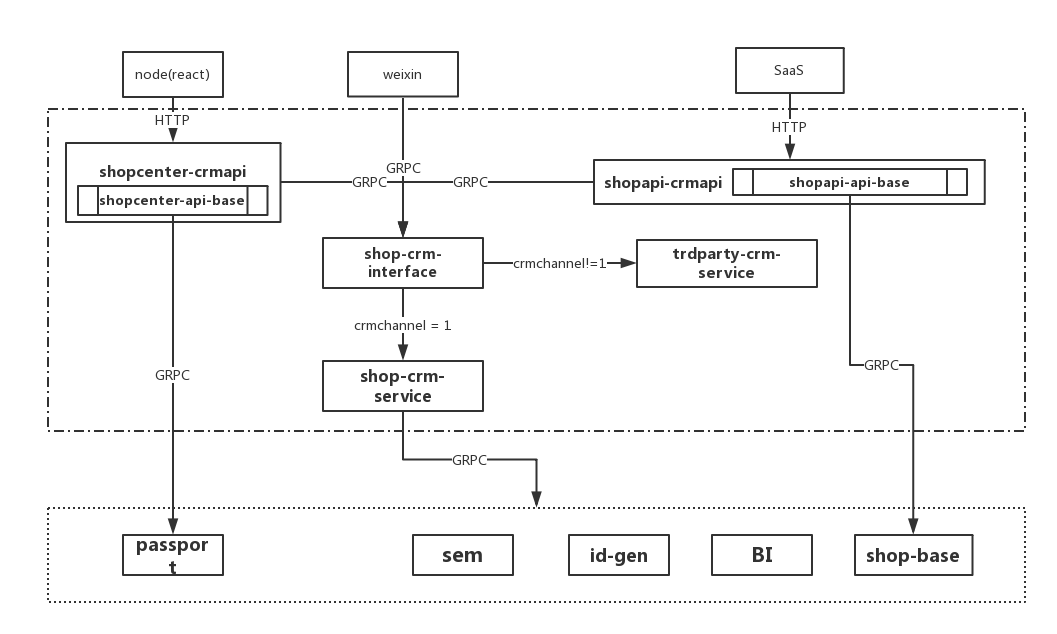 node(react)
weixin
SaaS
HTTP
HTTP
GRPC
shopcenter-crmapi
shopcenter-api-base
GRPC
GRPC
shopapi-crmapi
shopapi-api-base
shop-crm-
interface
crmchannel!=1
trdparty-crm-
service
crmchannel = 1
GRPC
GRPC
shop-crm-
service
GRPC
passpor
t
sem
id-gen
BI
shop-base